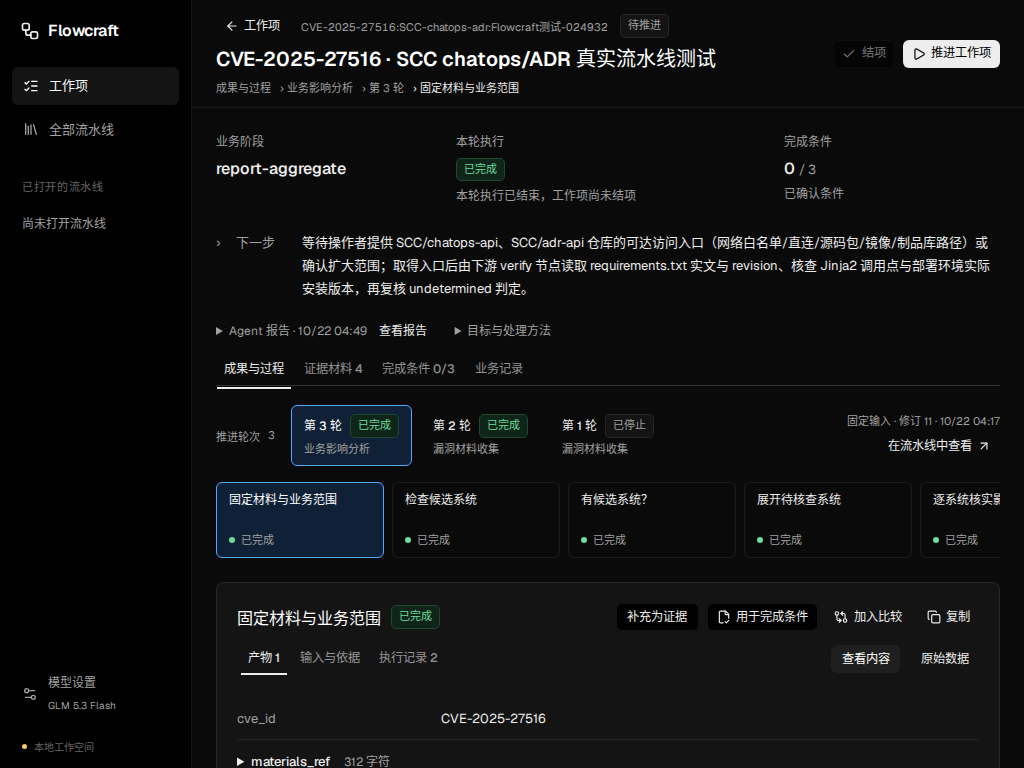 Flowcraft
工作项
全部流水线
已打开的流水线
尚未打开流水线
模型设置
GLM 5.3 Flash
本地工作空间
← 工作项 CVE-2025-27516:SCC-chatops-adr:Flowcraft测试-024932 待推进
CVE-2025-27516 · SCC chatops/ADR 真实流水线测试
结项 推进工作项
成果与过程 › 业务影响分析 › 第 3 轮 › 固定材料与业务范围
业务阶段 本轮执行 完成条件
report-aggregate 已完成 0 / 3
本轮执行已结束，工作项尚未结项 已确认条件
› 下一步 等待操作者提供 SCC/chatops-api、SCC/adr-api 仓库的可达访问入口（网络白名单/直连/源码包/镜像/制品库路径）或
确认扩大范围；取得入口后由下游 verify 节点读取 requirements.txt 实文与 revision、核查 Jinja2 调用点与部署环境实际
安装版本，再复核 undetermined 判定。
▶ Agent 报告 · 10/22 04:49 查看报告 ▶ 目标与处理方法
成果与过程 证据材料 4 完成条件 0/3 业务记录
推进轮次 3
第 3 轮 已完成
业务影响分析
第 2 轮 已完成
漏洞材料收集
第 1 轮 已停止
漏洞材料收集
固定输入 · 修订 11 · 10/22 04:17
在流水线中查看
固定材料与业务范围
已完成
检查候选系统
已完成
有候选系统？
已完成
展开待核查系统
已完成
逐系统核实影
已完成
固定材料与业务范围 已完成
补充为证据 用于完成条件 加入比较 复制
产物 1 输入与依据 执行记录 2 查看内容 原始数据
cve_id CVE-2025-27516
▶ materials_ref 312 字符